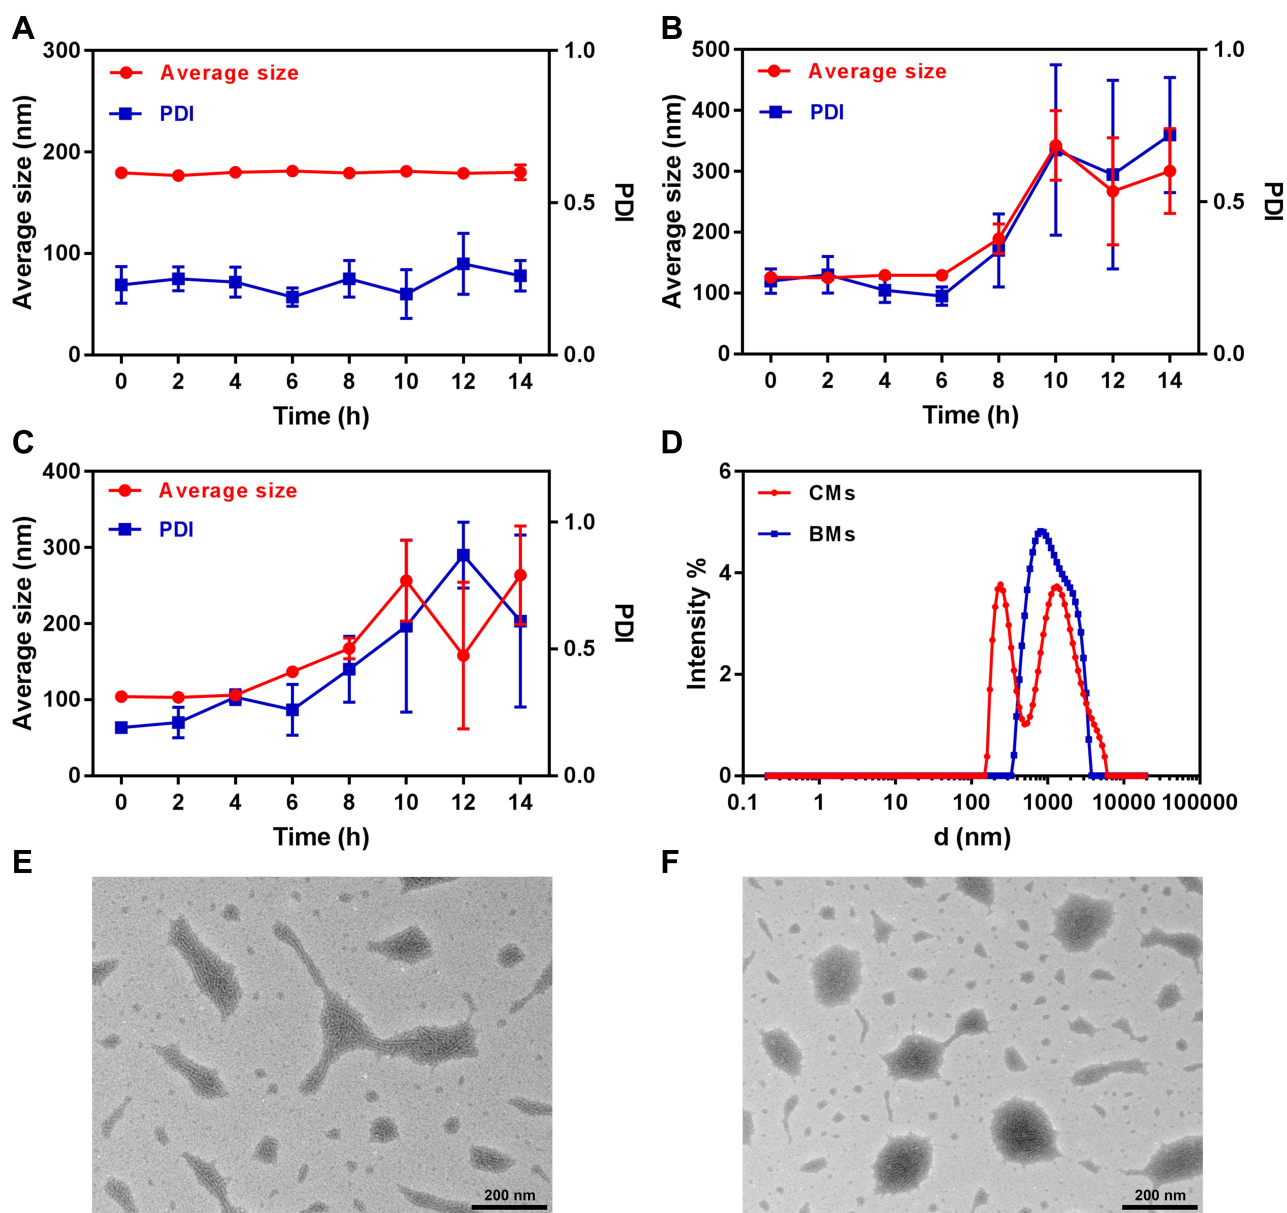 A
300
200
100
0
Average size (nm)
Average size
PDI
1.0
0.5
0.0
PDI
0 2 4 6 8 10 12 14
Time (h)
B
500
400
300
200
100
0
Average size (nm)
Average size
PDI
1.0
0.5
0.0
PDI
0 2 4 6 8 10 12 14
Time (h)
C
400
300
200
100
0
Average size (nm)
Average size
PDI
1.0
0.5
0.0
PDI
0 2 4 6 8 10 12 14
Time (h)
D
6
4
2
0
Intensity %
CMs
BMs
0.1 1 10 100 1000 10000 100000
d (nm)
E
200 nm
F
200 nm